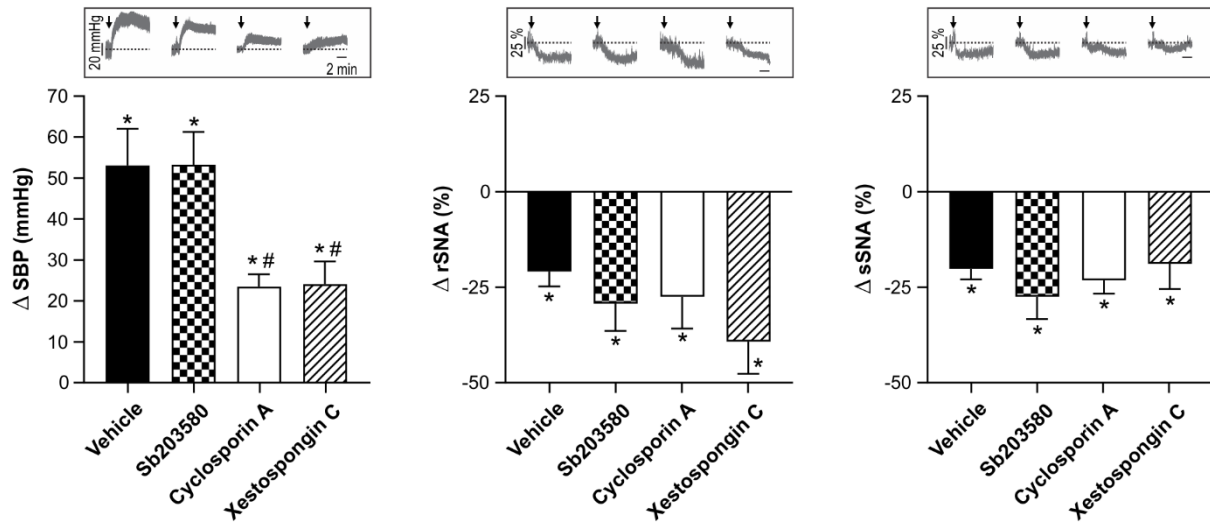 20 mmHg
2 min
25 %
25 %
Δ SBP (mmHg)
70
60
50
40
30
20
10
0
* * * # * #
Vehicle
Sb203580
Cyclosporin A
Xestospongin C
Δ rSNA (%)
25
0
-25
-50
* * * *
Vehicle
Sb203580
Cyclosporin A
Xestospongin C
Δ sSNA (%)
25
0
-25
-50
* * * *
Vehicle
Sb203580
Cyclosporin A
Xestospongin C